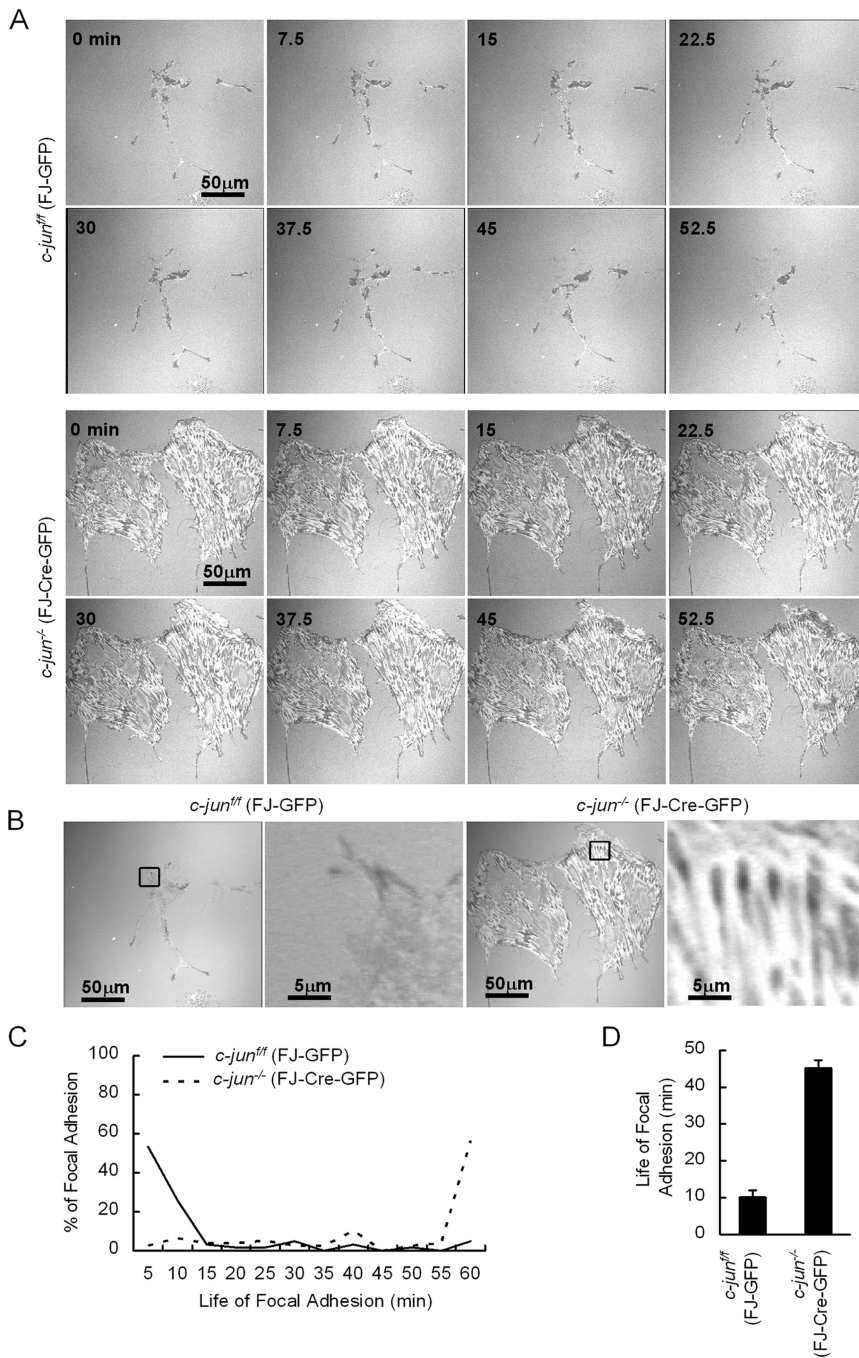 A
0 min 7.5 15 22.5
50μm
c-jun^f/f (FJ-GFP)
30 37.5 45 52.5
0 min 7.5 15 22.5
50μm
c-jun^-/- (FJ-Cre-GFP)
30 37.5 45 52.5
c-jun^f/f (FJ-GFP) c-jun^-/- (FJ-Cre-GFP)
B
50μm 5μm 50μm 5μm
C
% of Focal Adhesion
100
80
60
40
20
0
c-jun^f/f (FJ-GFP)
c-jun^-/- (FJ-Cre-GFP)
5 10 15 20 25 30 35 40 45 50 55 60
Life of Focal Adhesion (min)
D
Life of Focal
Adhesion (min)
50
40
30
20
10
0
c-jun^f/f
(FJ-GFP)
c-jun^-/-
(FJ-Cre-GFP)